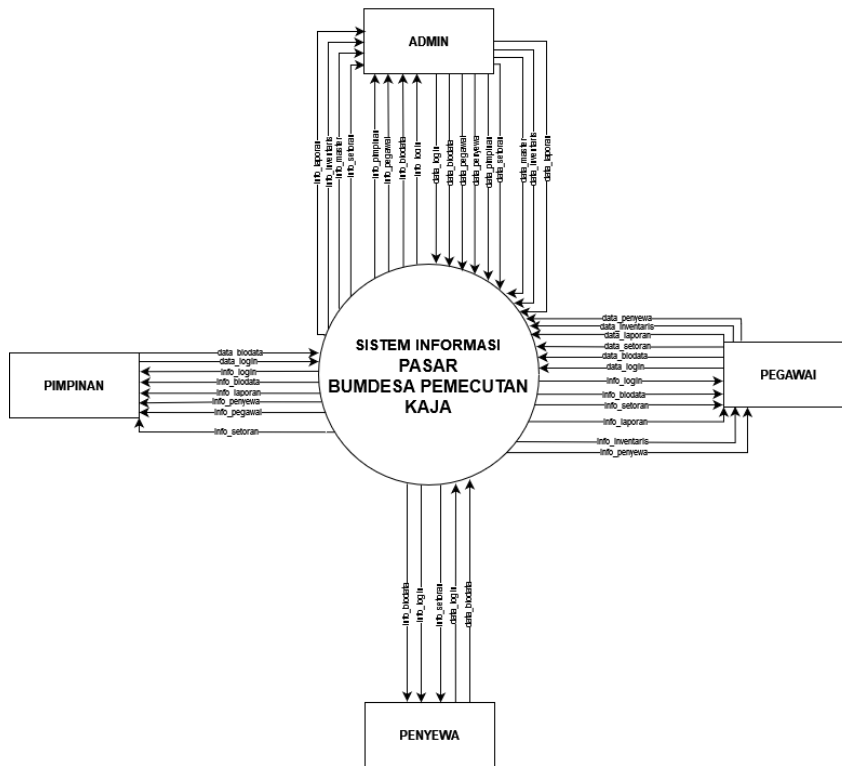 ADMIN
info_laporan
info_inventaris
info_master
info_setoran
info_pimpinan
info_pegawai
info_biodata
info_login
data_login
data_biodata
data_pegawai
data_penyewa
data_pimpinan
data_setoran
data_master
data_inventaris
data_laporan
SISTEM INFORMASI
PASAR
BUMDESA PEMECUTAN
KAJA
PIMPINAN
data_biodata
data_login
info_login
info_biodata
info_laporan
info_penyewa
info_pegawai
info_setoran
data_penyewa
data_inventaris
data_laporan
data_setoran
data_biodata
data_login
info_login
info_biodata
info_setoran
info_laporan
info_inventaris
info_penyewa
PEGAWAI
info_biodata
info_login
info_setoran
data_login
data_biodata
PENYEWA